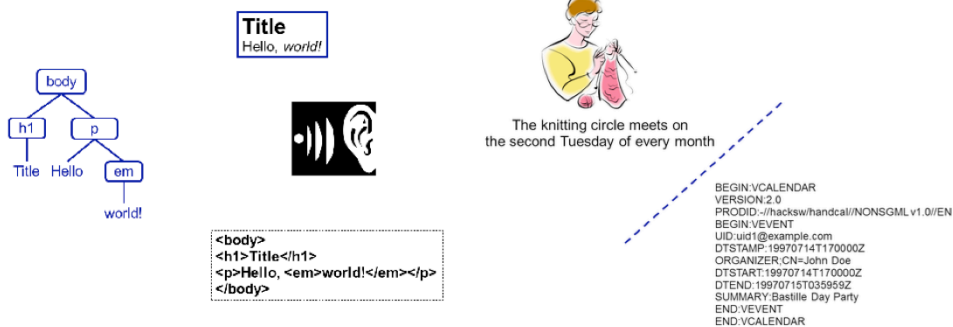 Title
Hello, world!
body
h1
p
Title
Hello
em
world!
<body>
<h1>Title</h1>
<p>Hello, <em>world!</em></p>
</body>
The knitting circle meets on
the second Tuesday of every month
BEGIN:VCALENDAR
VERSION:2.0
PRODID:-//hacksw/handcal//NONSGML v1.0//EN
BEGIN:VEVENT
UID:uid1@example.com
DTSTAMP:19970714T170000Z
ORGANIZER;CN=John Doe
DTSTART:19970714T170000Z
DTEND:19970715T035959Z
SUMMARY:Bastille Day Party
END:VEVENT
END:VCALENDAR